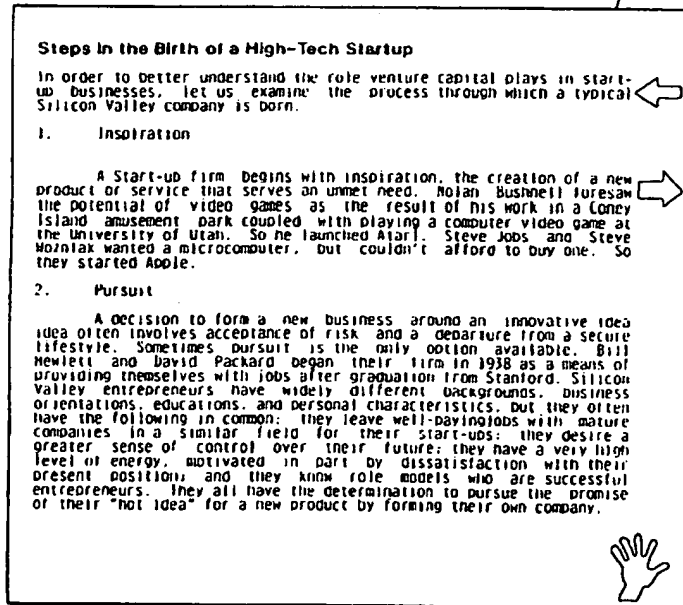 Steps in the Birth of a High-Tech Startup
In order to better understand the role venture capital plays in start-
up businesses, let us examine the process through which a typical
Silicon Valley company is born.
1. Inspiration
A Start-up firm begins with inspiration, the creation of a new
product or service that serves an unmet need. Nolan Bushnell foresaw
the potential of video games as the result of his work in a Coney
Island amusement park coupled with playing a computer video game at
the University of Utah. So he launched Atari. Steve Jobs and Steve
Wozniak wanted a microcomputer, but couldn't afford to buy one. So
they started Apple.
2. Pursuit
A decision to form a new business around an innovative idea
idea often involves acceptance of risk and a departure from a secure
lifestyle. Sometimes pursuit is the only option available. Bill
Hewlett and David Packard began their firm in 1938 as a means of
providing themselves with jobs after graduation from Stanford. Silicon
Valley entrepreneurs have widely different backgrounds, business
orientations, educations, and personal characteristics, but they often
have the following in common: they leave well-payingjobs with mature
companies in a similar field for their start-ups; they desire a
greater sense of control over their future; they have a very high
level of energy, motivated in part by dissatisfaction with their
present position; and they know role models who are successful
entrepreneurs. They all have the determination to pursue the promise
of their "hot idea" for a new product by forming their own company.